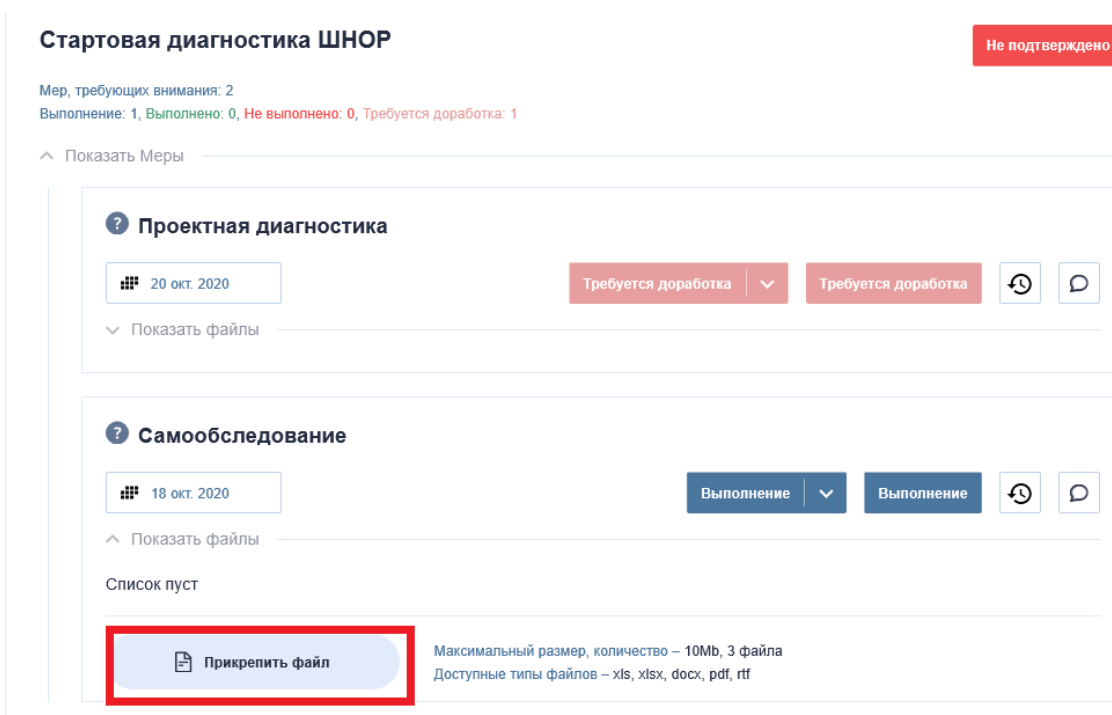 Стартовая диагностика ШНОР
Не подтверждено
Мер, требующих внимания: 2
Выполнение: 1, Выполнено: 0, Не выполнено: 0, Требуется доработка: 1
Показать Меры
? Проектная диагностика
20 окт. 2020
Требуется доработка
Требуется доработка
Показать файлы
? Самообследование
18 окт. 2020
Выполнение
Выполнение
Показать файлы
Список пуст
Прикрепить файл
Максимальный размер, количество – 10Mb, 3 файла
Доступные типы файлов – xls, xlsx, docx, pdf, rtf